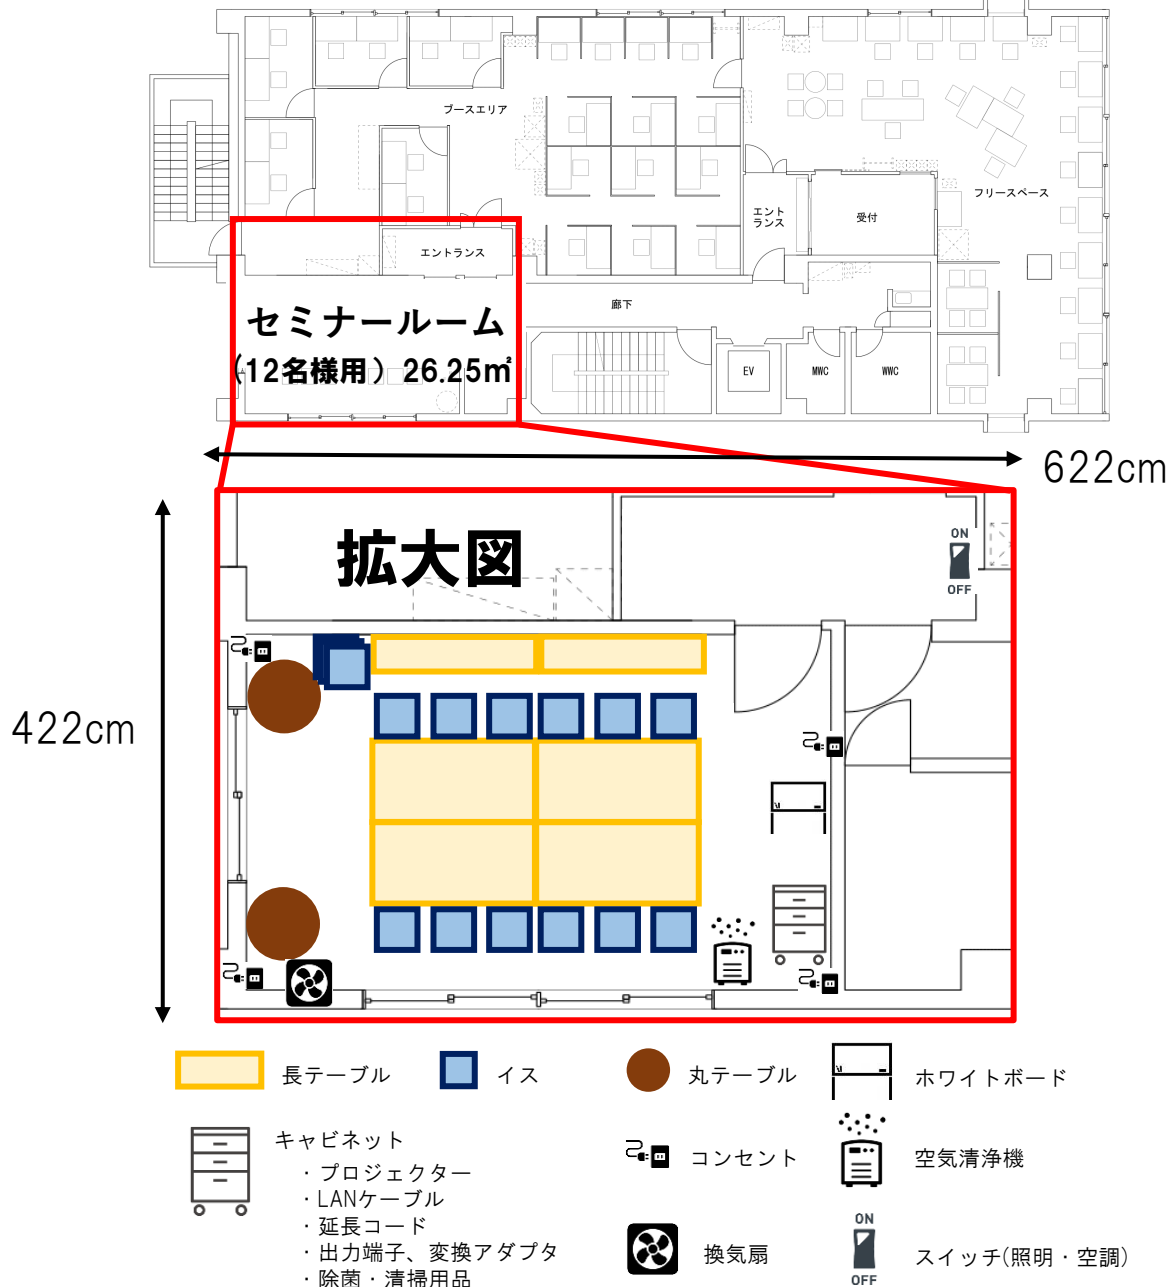 ブースエリア
フリースペース
エント
ランス
受付
エントランス
廊下
セミナールーム
(12名様用) 26.25㎡
EV
MWC
WWC
622cm
拡大図
ON
OFF
422cm
長テーブル
イス
丸テーブル
ホワイトボード
キャビネット
・プロジェクター
・LANケーブル
・延長コード
・出力端子、変換アダプタ
・除菌・清掃用品
コンセント
空気清浄機
換気扇
ON
OFF
スイッチ(照明・空調)